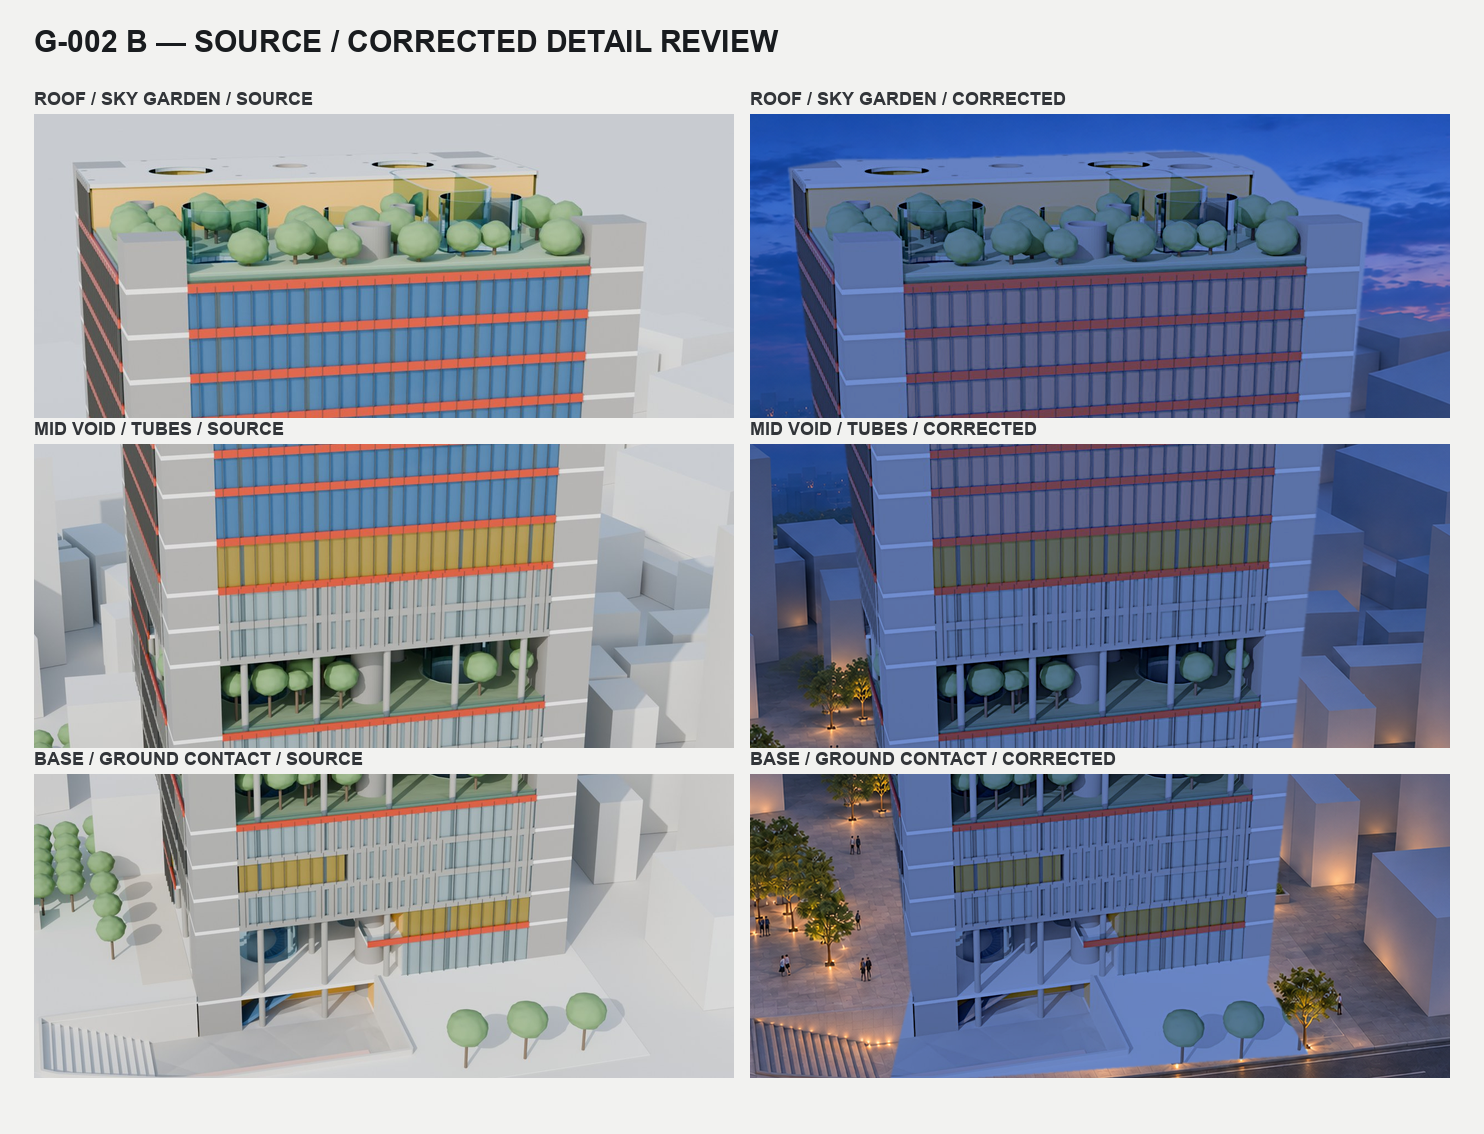 G-002 B — SOURCE / CORRECTED DETAIL REVIEW
ROOF / SKY GARDEN / SOURCE
ROOF / SKY GARDEN / CORRECTED
MID VOID / TUBES / SOURCE
MID VOID / TUBES / CORRECTED
BASE / GROUND CONTACT / SOURCE
BASE / GROUND CONTACT / CORRECTED